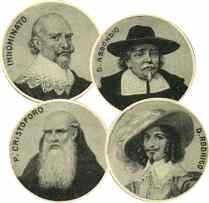 INNOMINATO
D. ABBONDIO
P. CRISTOFORO
D. RODRIGO